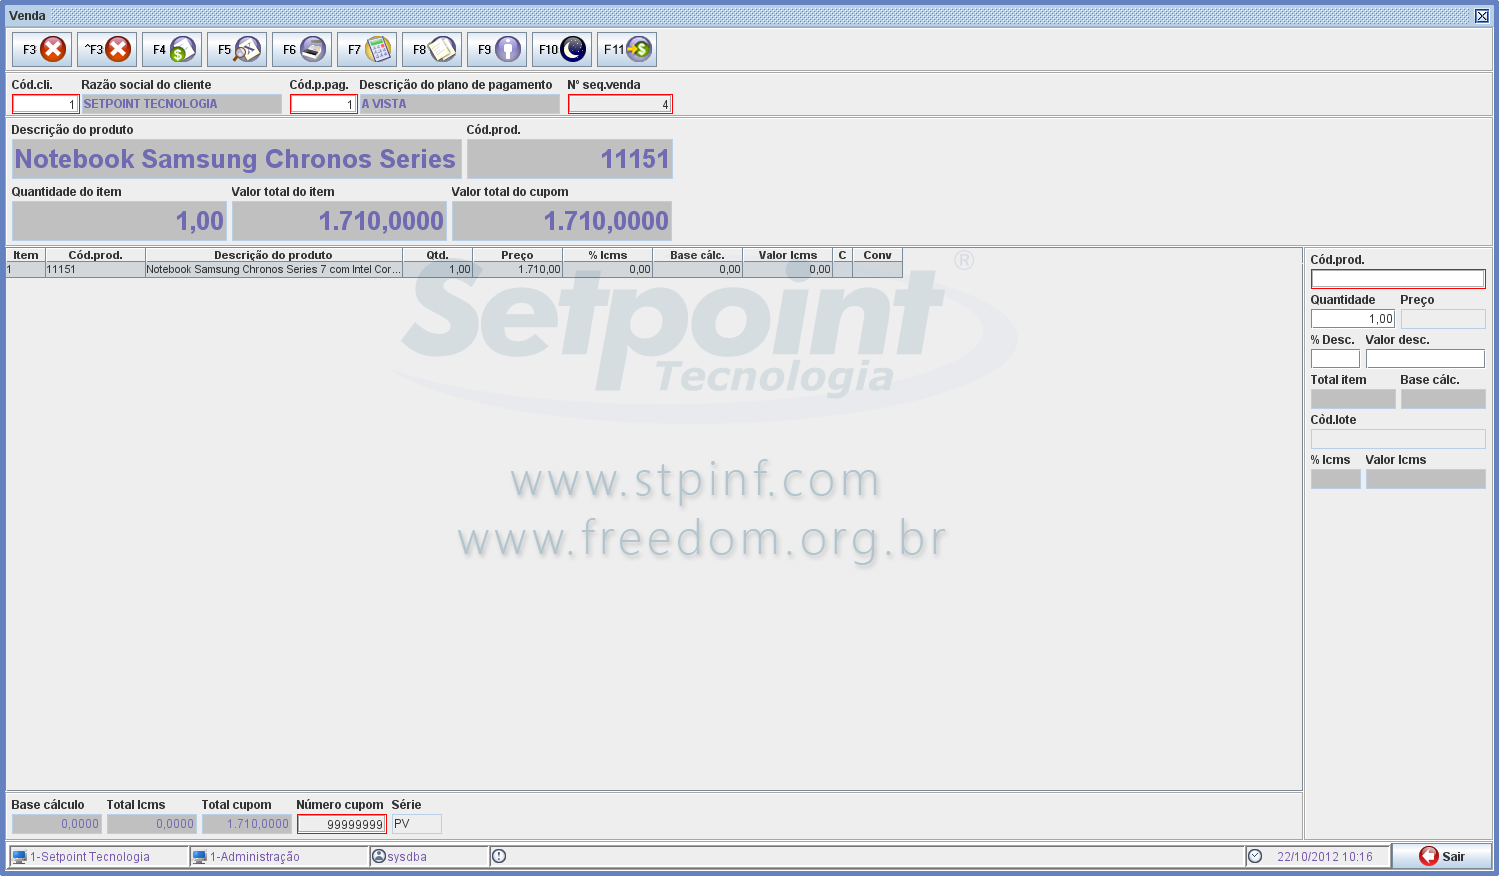 Venda
F3 ^F3 F4 F5 F6 F7 F8 F9 F10 F11
Cód.cli. Razão social do cliente Cód.p.pag. Descrição do plano de pagamento Nº seq.venda
1 SETPOINT TECNOLOGIA 1 A VISTA 4
Descrição do produto Cód.prod.
Notebook Samsung Chronos Series 11151
Quantidade do item Valor total do item Valor total do cupom
1,00 1.710,0000 1.710,0000
Item Cód.prod. Descrição do produto Qtd. Preço % Icms Base cálc. Valor Icms C Conv
1 11151 Notebook Samsung Chronos Series 7 com Intel Cor... 1,00 1.710,00 0,00 0,00 0,00
Setpoint ®
Tecnologia
www.stpinf.com
www.freedom.org.br
Cód.prod.
Quantidade Preço
1,00
% Desc. Valor desc.
Total item Base cálc.
Cód.lote
% Icms Valor Icms
Base cálculo Total Icms Total cupom Número cupom Série
0,0000 0,0000 1.710,0000 99999999 PV
1-Setpoint Tecnologia 1-Administração sysdba 22/10/2012 10:16 Sair